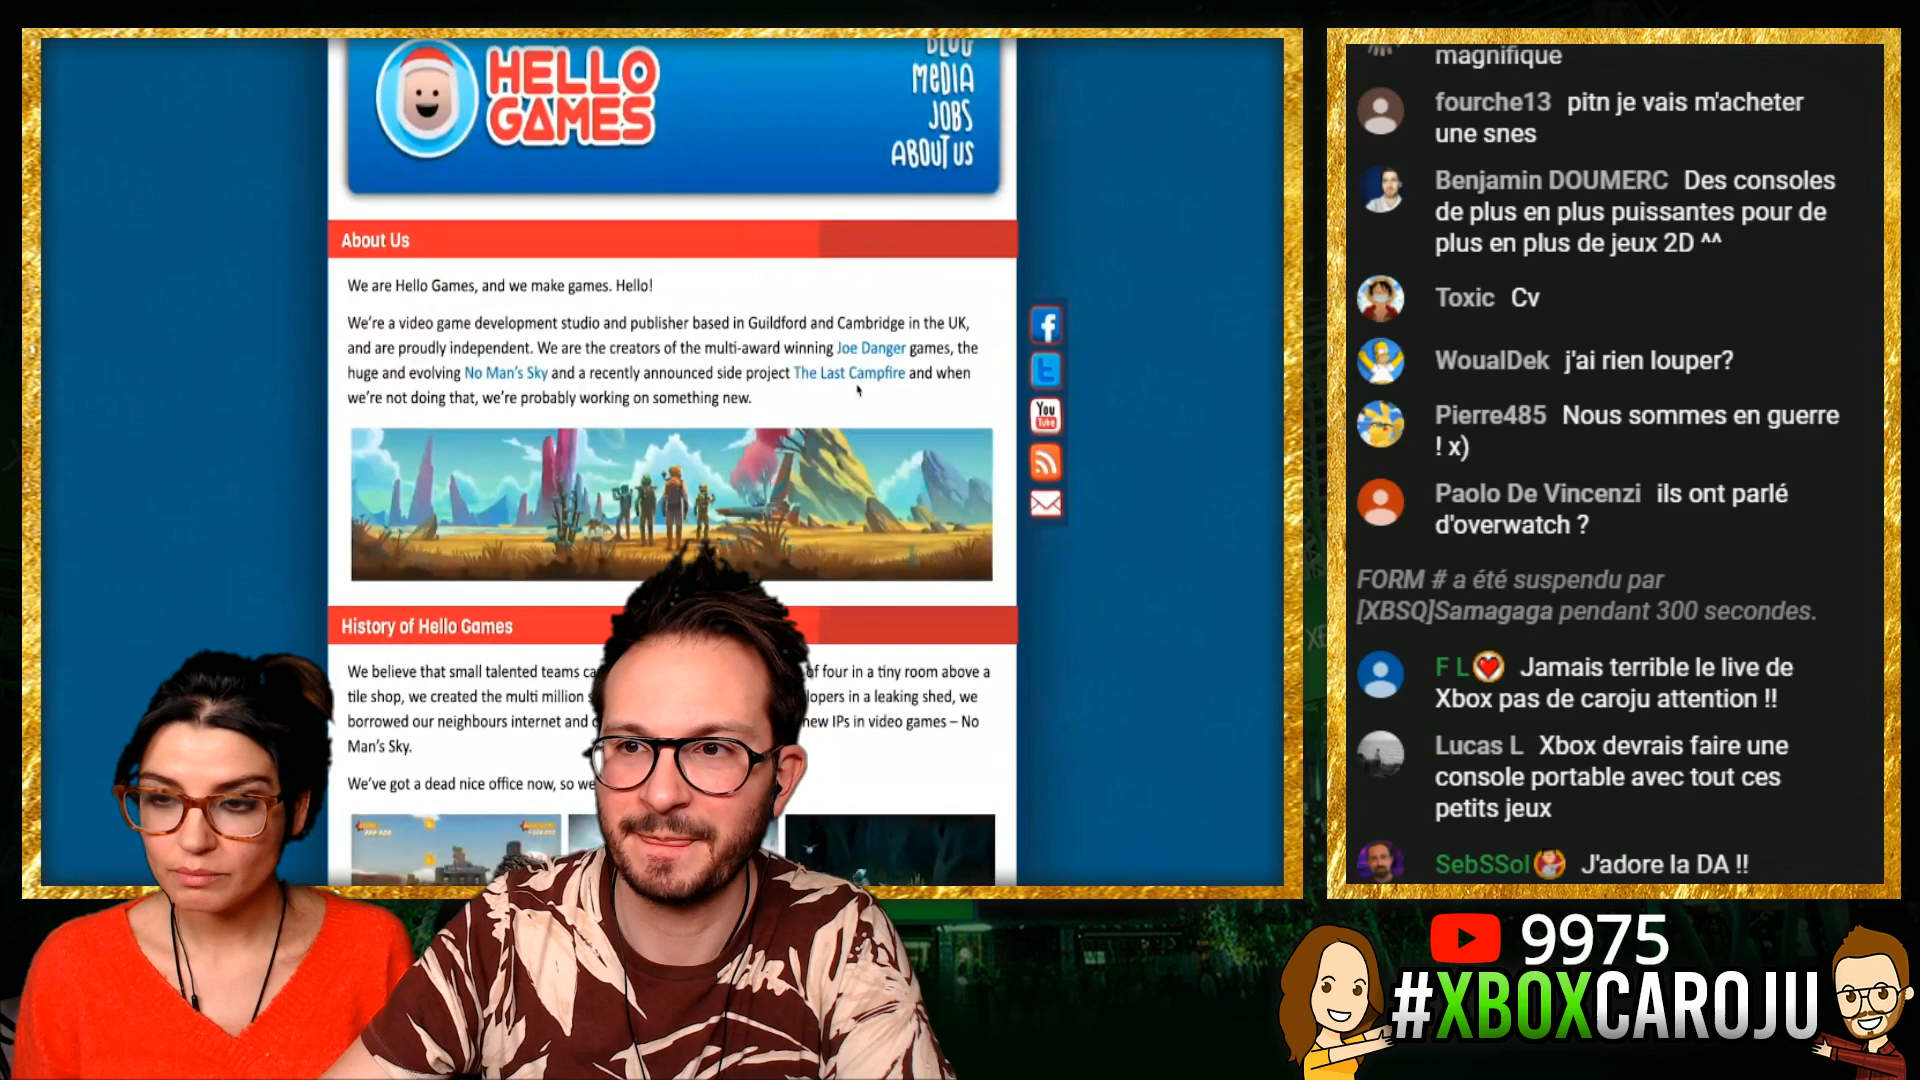 HELLO
GAMES
BLOG
MEDIA
JOBS
ABOUT US
About Us
We are Hello Games, and we make games. Hello!
We're a video game development studio and publisher based in Guildford and Cambridge in the UK,
and are proudly independent. We are the creators of the multi-award winning Joe Danger games, the
huge and evolving No Man's Sky and a recently announced side project The Last Campfire and when
we're not doing that, we're probably working on something new.
You
Tube
History of Hello Games
We believe that small talented teams ca of four in a tiny room above a
tile shop, we created the multi million s lopers in a leaking shed, we
borrowed our neighbours internet and c new IPs in video games – No
Man's Sky.
We've got a dead nice office now, so we
magnifique
fourche13 pitn je vais m'acheter
une snes
Benjamin DOUMERC Des consoles
de plus en plus puissantes pour de
plus en plus de jeux 2D ^^
Toxic Cv
WoualDek j'ai rien louper?
Pierre485 Nous sommes en guerre
! x)
Paolo De Vincenzi ils ont parlé
d'overwatch ?
FORM # a été suspendu par
[XBSQ]Samagaga pendant 300 secondes.
F L Jamais terrible le live de
Xbox pas de caroju attention !!
Lucas L Xbox devrais faire une
console portable avec tout ces
petits jeux
SebSSol J'adore la DA !!
9975
#XBOXCAROJU